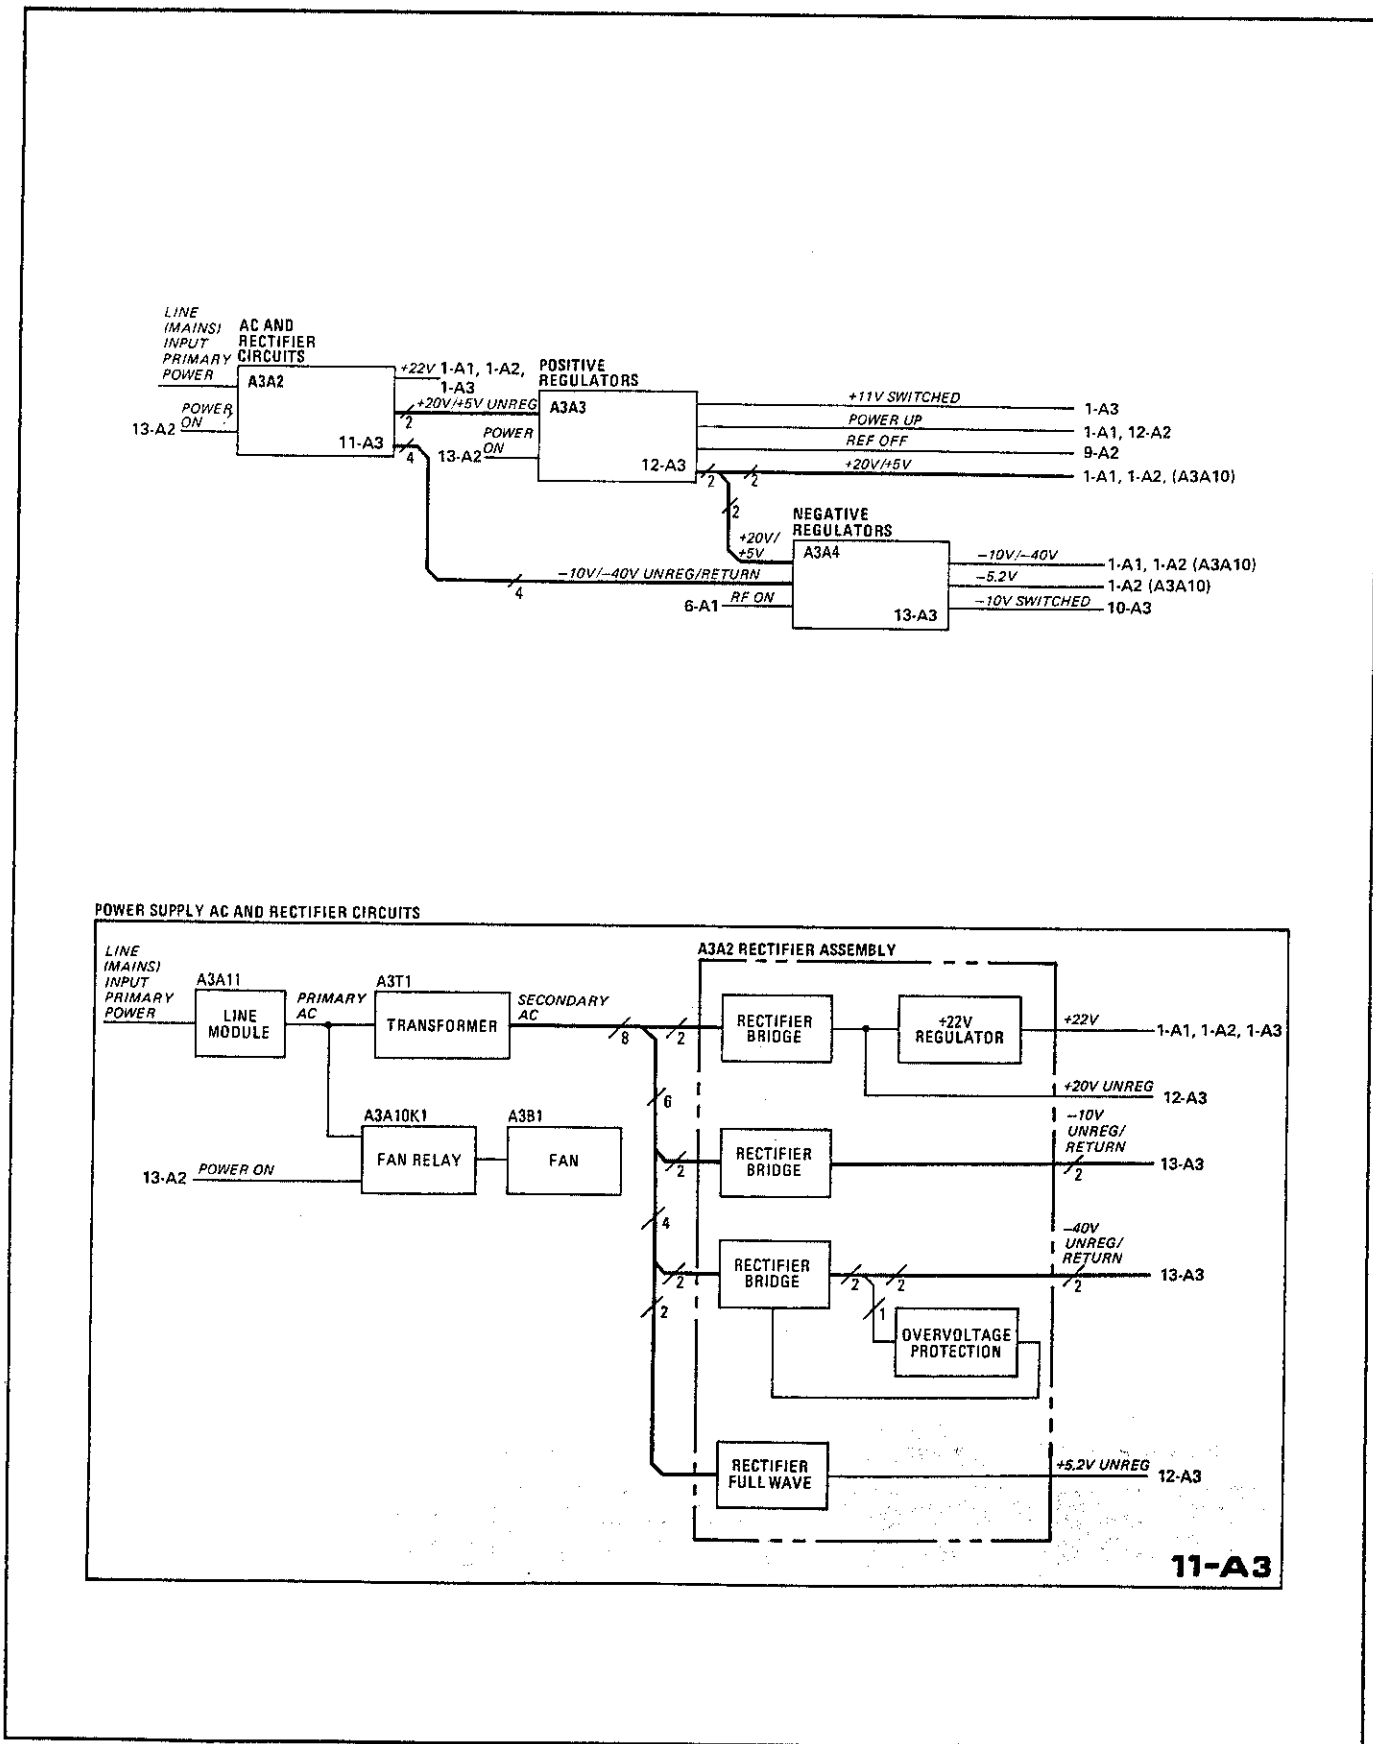 LINE
(MAINS)
INPUT
PRIMARY
POWER
AC AND
RECTIFIER
CIRCUITS
A3A2
POWER
ON
13-A2
11-A3
+22V 1-A1, 1-A2,
1-A3
+20V/+5V UNREG
2
4
POSITIVE
REGULATORS
A3A3
POWER
ON
13-A2
12-A3
+11V SWITCHED
1-A3
POWER UP
1-A1, 12-A2
REF OFF
9-A2
+20V/+5V
1-A1, 1-A2, (A3A10)
2
2
2
+20V/
+5V
NEGATIVE
REGULATORS
A3A4
-10V/-40V UNREG/RETURN
4
6-A1
RF ON
13-A3
-10V/-40V
1-A1, 1-A2 (A3A10)
-5.2V
1-A2 (A3A10)
-10V SWITCHED
10-A3
POWER SUPPLY AC AND RECTIFIER CIRCUITS
LINE
(MAINS)
INPUT
PRIMARY
POWER
A3A11
LINE
MODULE
PRIMARY
AC
A3T1
TRANSFORMER
SECONDARY
AC
8
2
A3A2 RECTIFIER ASSEMBLY
RECTIFIER
BRIDGE
+22V
REGULATOR
+22V
1-A1, 1-A2, 1-A3
+20V UNREG
12-A3
6
A3A10K1
FAN RELAY
A3B1
FAN
13-A2
POWER ON
2
RECTIFIER
BRIDGE
-10V
UNREG/
RETURN
2
13-A3
4
2
RECTIFIER
BRIDGE
2
2
-40V
UNREG/
RETURN
2
13-A3
2
1
OVERVOLTAGE
PROTECTION
RECTIFIER
FULL WAVE
+5.2V UNREG
12-A3
11-A3